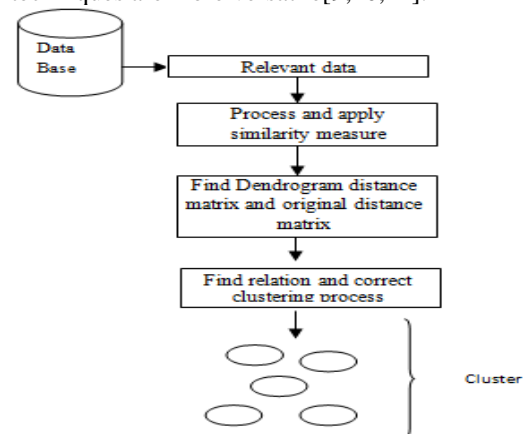 Data
Base
Relevant data
Process and apply
similarity measure
Find Dendrogram distance
matrix and original distance
matrix
Find relation and correct
clustering process
Cluster